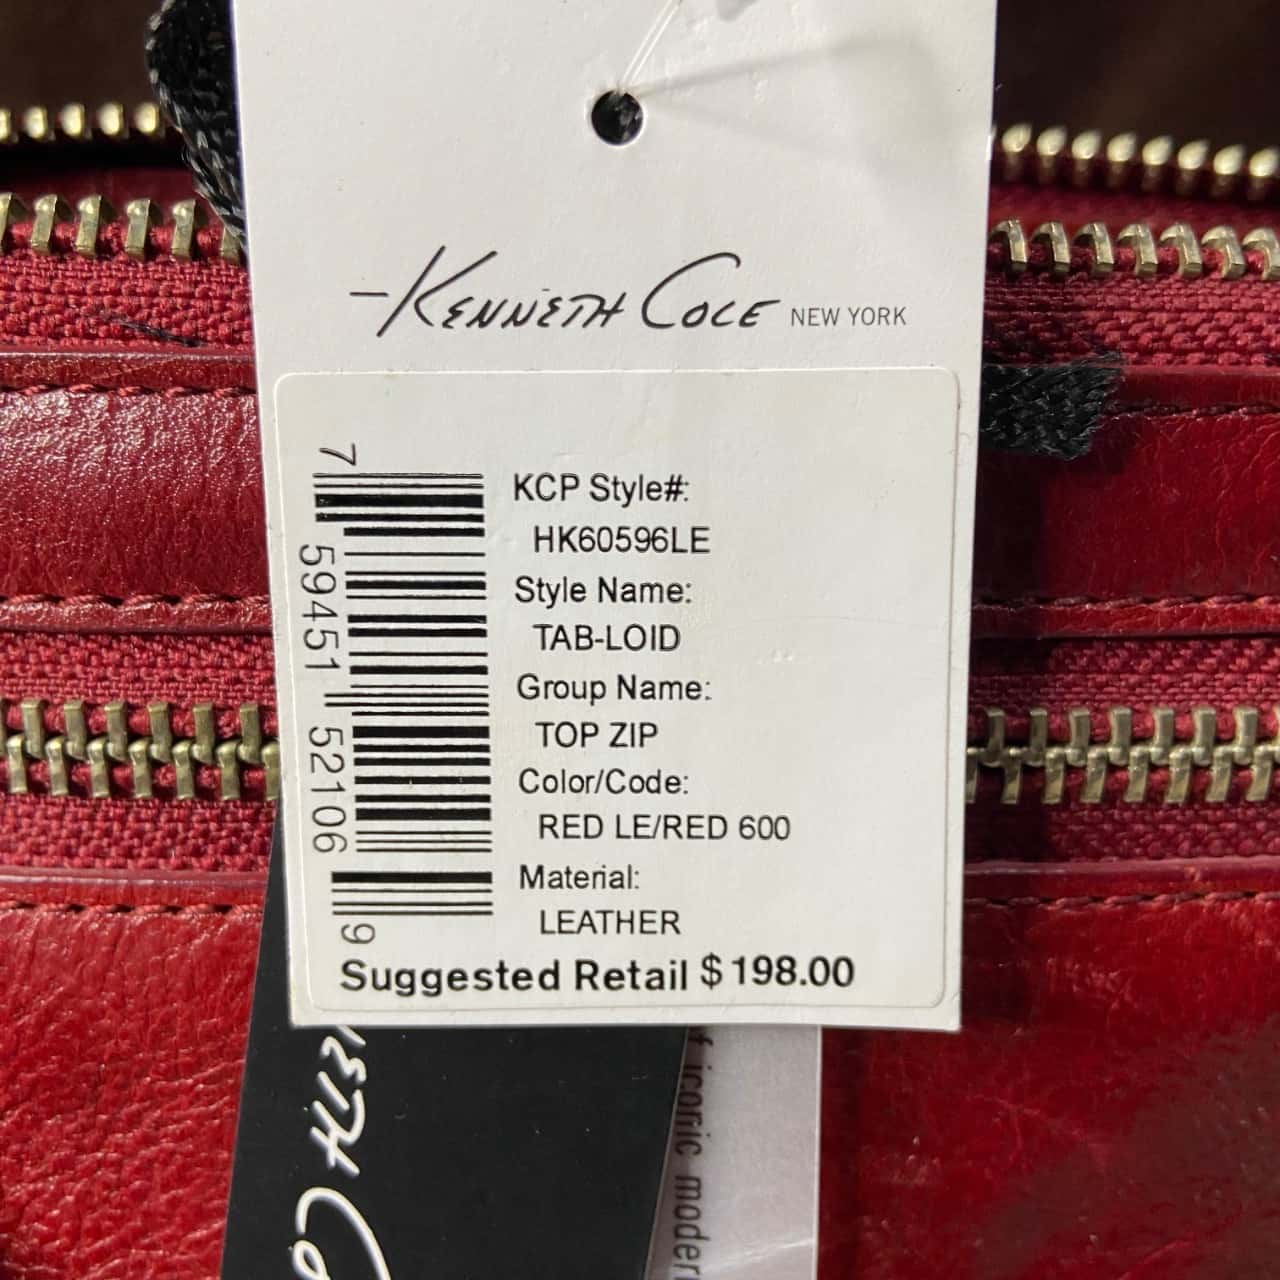 Kenneth Cole NEW YORK
KCP Style#:
HK60596LE
Style Name:
TAB-LOID
Group Name:
TOP ZIP
Color/Code:
RED LE/RED 600
Material:
LEATHER
Suggested Retail $198.00
7 59451 52106 9
f iconic modern